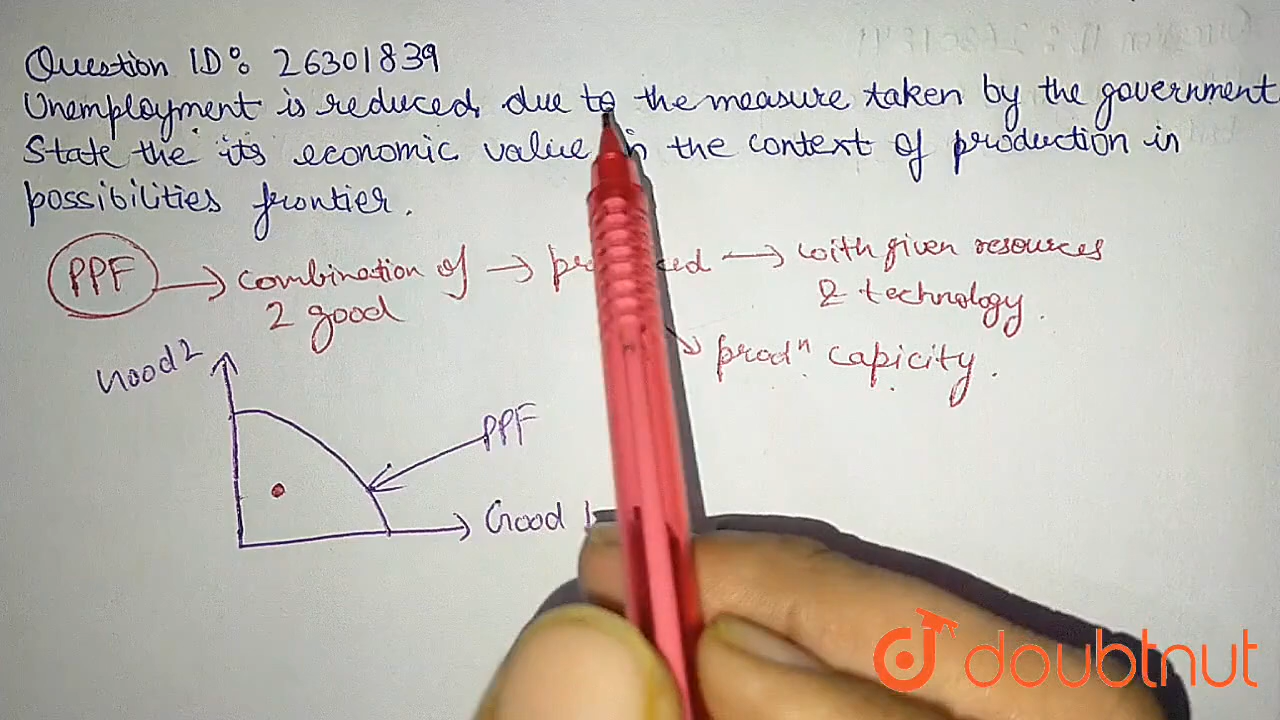 Question ID: 26301839
Unemployment is reduced due to the measure taken by the government.
State the its economic value in the context of production in
possibilities frontier.
PPF → combination of → → with given resources
2 good & technology.
prodⁿ capicity.
Good 2
PPF
Good 1
doubtnut